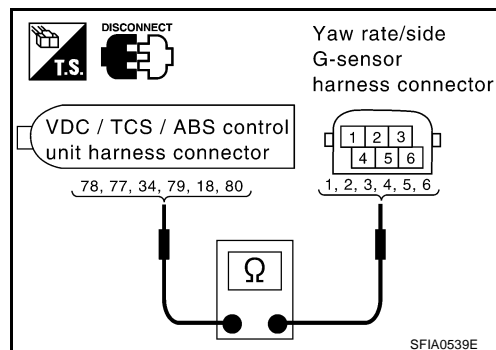 T.S.
DISCONNECT
Yaw rate/side
G-sensor
harness connector
VDC / TCS / ABS control
unit harness connector
1 2 3
4 5 6
78, 77, 34, 79, 18, 80
1, 2, 3, 4, 5, 6
Ω
SFIA0539E